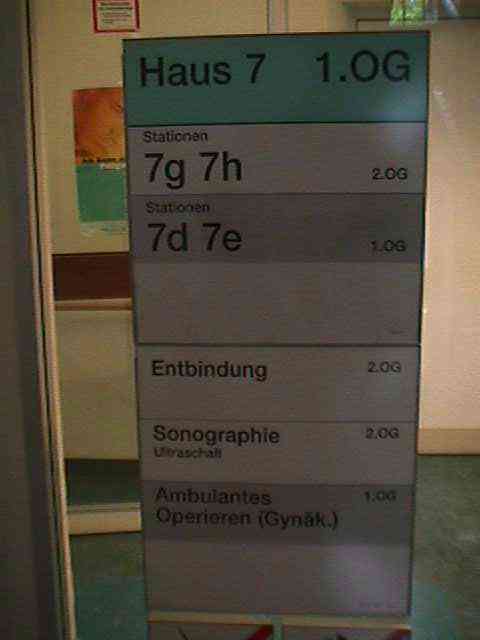 Haus 7 1.OG
Stationen
7g 7h 2.OG
Stationen
7d 7e 1.OG
Entbindung 2.OG
Sonographie 2.OG
Ultraschall
Ambulantes 1.OG
Operieren (Gynäk.)